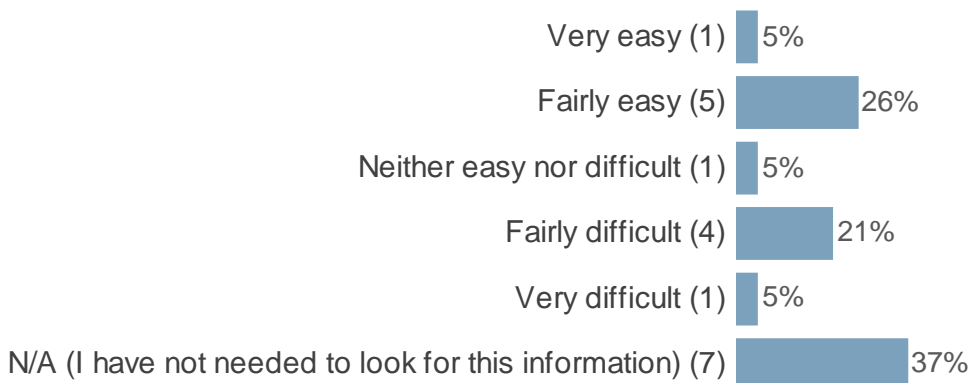 Very easy (1) 5%
Fairly easy (5) 26%
Neither easy nor difficult (1) 5%
Fairly difficult (4) 21%
Very difficult (1) 5%
N/A (I have not needed to look for this information) (7) 37%